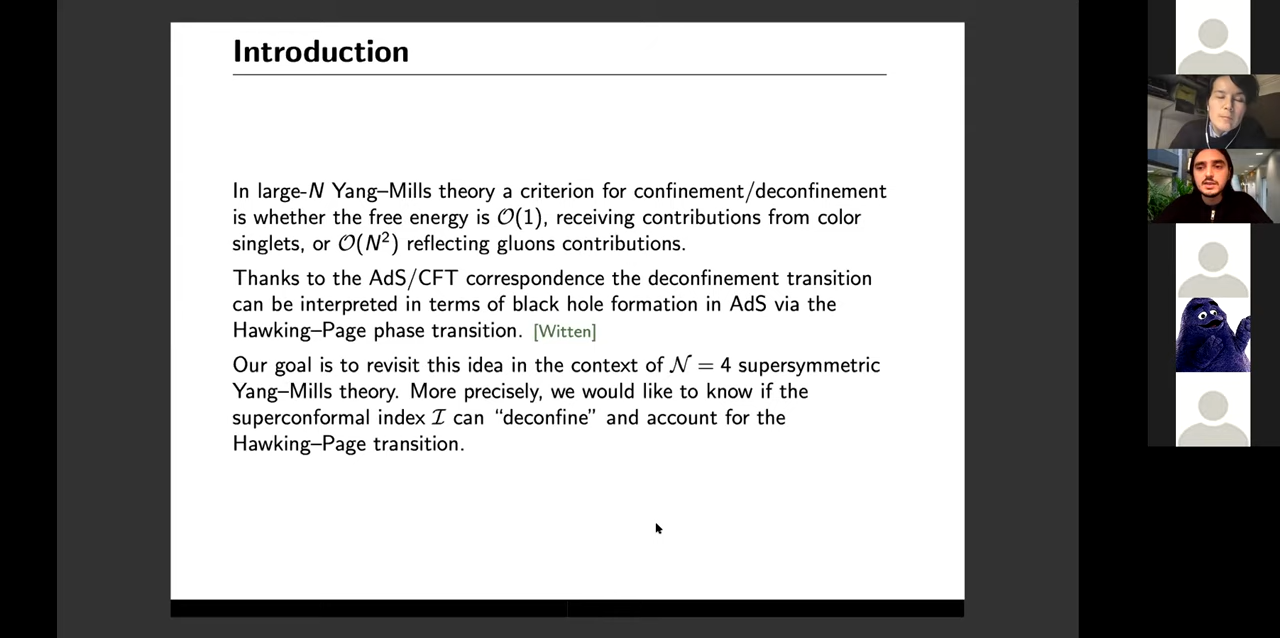 Introduction
In large-N Yang–Mills theory a criterion for confinement/deconfinement
is whether the free energy is 𝒪(1), receiving contributions from color
singlets, or 𝒪(N²) reflecting gluons contributions.
Thanks to the AdS/CFT correspondence the deconfinement transition
can be interpreted in terms of black hole formation in AdS via the
Hawking–Page phase transition. [Witten]
Our goal is to revisit this idea in the context of 𝒩 = 4 supersymmetric
Yang–Mills theory. More precisely, we would like to know if the
superconformal index ℐ can “deconfine” and account for the
Hawking–Page transition.